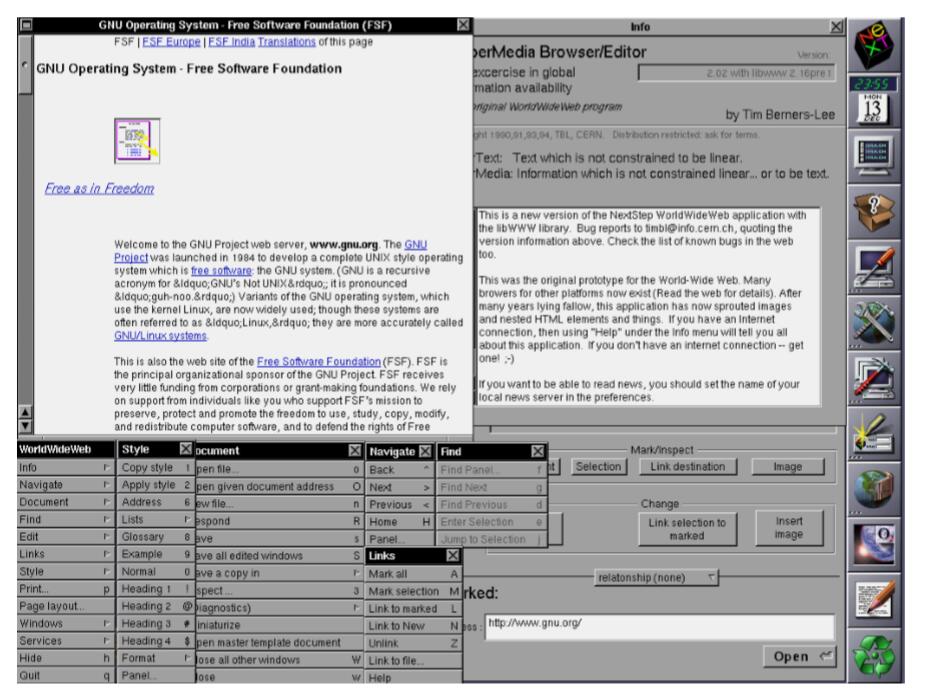 GNU Operating System - Free Software Foundation (FSF)
FSF | ESF Europe | FSF India Translations of this page
GNU Operating System - Free Software Foundation
Free as in Freedom
Welcome to the GNU Project web server, www.gnu.org. The GNU
Project was launched in 1984 to develop a complete UNIX style operating
system which is free software: the GNU system. (GNU is a recursive
acronym for &ldquo;GNU's Not UNIX&rdquo;; it is pronounced
&ldquo;guh-noo.&rdquo;) Variants of the GNU operating system, which
use the kernel Linux, are now widely used; though these systems are
often referred to as &ldquo;Linux,&rdquo; they are more accurately called
GNU/Linux systems.
This is also the web site of the Free Software Foundation (FSF). FSF is
the principal organizational sponsor of the GNU Project. FSF receives
very little funding from corporations or grant-making foundations. We rely
on support from individuals like you who support FSF's mission to
preserve, protect and promote the freedom to use, study, copy, modify,
and redistribute computer software, and to defend the rights of Free
Info
perMedia Browser/Editor
Version:
excercise in global
2.02 with libwww 2.16pre1
mation availability
original WorldWideWeb program
by Tim Berners-Lee
ght 1990,91,93,94, TBL, CERN. Distribution restricted: ask for terms.
Text: Text which is not constrained to be linear.
Media: Information which is not constrained linear... or to be text.
This is a new version of the NextStep WorldWideWeb application with
the libWWW library. Bug reports to timbl@info.cern.ch, quoting the
version information above. Check the list of known bugs in the web
too.
This was the original prototype for the World-Wide Web. Many
browers for other platforms now exist (Read the web for details). After
many years lying fallow, this application has now sprouted images
and nested HTML elements and things. If you have an Internet
connection, then using "Help" under the Info menu will tell you all
about this application. If you don't have an internet connection -- get
one! ;-)
If you want to be able to read news, you should set the name of your
local news server in the preferences.
23:55
MON
13
DEC
WorldWideWeb
Info
Navigate
Document
Find
Edit
Links
Style
Print... p
Page layout...
Windows
Services
Hide h
Quit q
Style
Copy style 1
Apply style 2
Address 6
Lists
Glossary 8
Example 9
Normal 0
Heading 1 !
Heading 2 @
Heading 3 #
Heading 4 $
Format
Panel...
ocument
pen file... o
pen given document address O
ew file... n
espond R
ave s
ave all edited windows S
ave a copy in
spect... 3
iagnostics)
iniaturize
pen master template document
lose all other windows W
lose w
Navigate
Back ^
Next >
Previous <
Home H
Panel...
Find
Find Panel... f
Find Next g
Find Previous d
Enter Selection e
Jump to Selection j
Links
Mark all A
Mark selection M
Link to marked L
Link to New N
Unlink Z
Link to file...
Help
Mark/Inspect
Selection
Link destination
Image
Change
Link selection to
marked
Insert
image
relatonship (none)
rked:
ess :
http://www.gnu.org/
Open